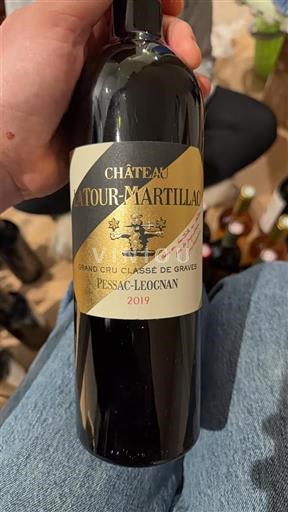 CHÂTEAU
LATOUR-MARTILLAC
GRAND CRU CLASSÉ DE GRAVES
PESSAC-LEOGNAN
2019